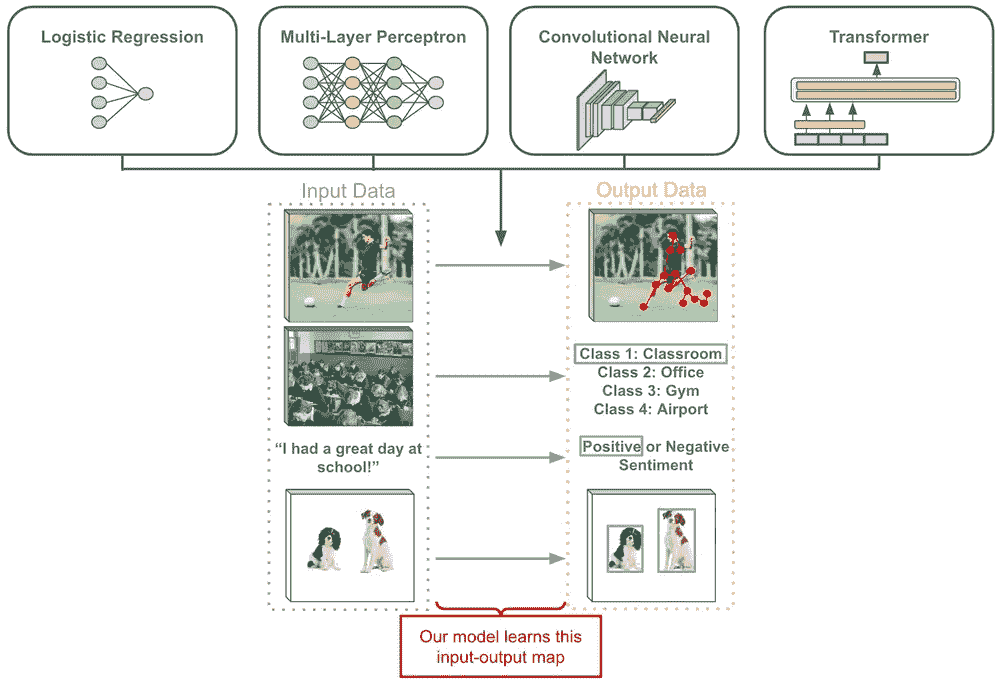 Logistic Regression
Multi-Layer Perceptron
Convolutional Neural
Network
Transformer
Input Data
Output Data
Class 1: Classroom
Class 2: Office
Class 3: Gym
Class 4: Airport
“I had a great day at
school!”
Positive or Negative
Sentiment
Our model learns this
input-output map